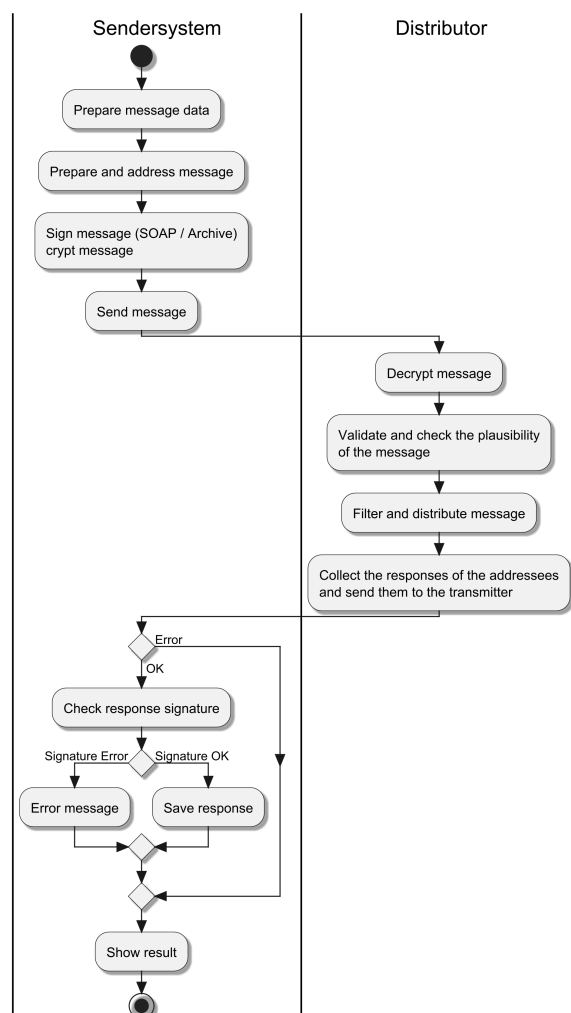 Sendersystem
Distributor
Prepare message data
Prepare and address message
Sign message (SOAP / Archive)
crypt message
Send message
Decrypt message
Validate and check the plausibility
of the message
Filter and distribute message
Collect the responses of the addressees
and send them to the transmitter
Error
OK
Check response signature
Signature Error
Signature OK
Error message
Save response
Show result